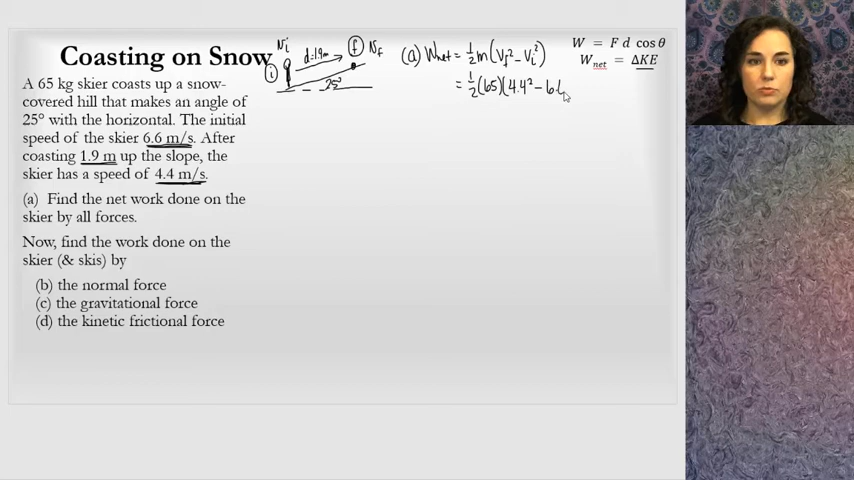 Coasting on Snow
A 65 kg skier coasts up a snow-
covered hill that makes an angle of
25° with the horizontal. The initial
speed of the skier 6.6 m/s. After
coasting 1.9 m up the slope, the
skier has a speed of 4.4 m/s.
(a) Find the net work done on the
skier by all forces.
Now, find the work done on the
skier (& skis) by
(b) the normal force
(c) the gravitational force
(d) the kinetic frictional force
Ni
d=1.9m
f Nf
i
25°
(a) Wnet = ½m(Vf² − Vi²)
= ½(65)(4.4² − 6.6
W = F d cos θ
Wnet = ΔKE